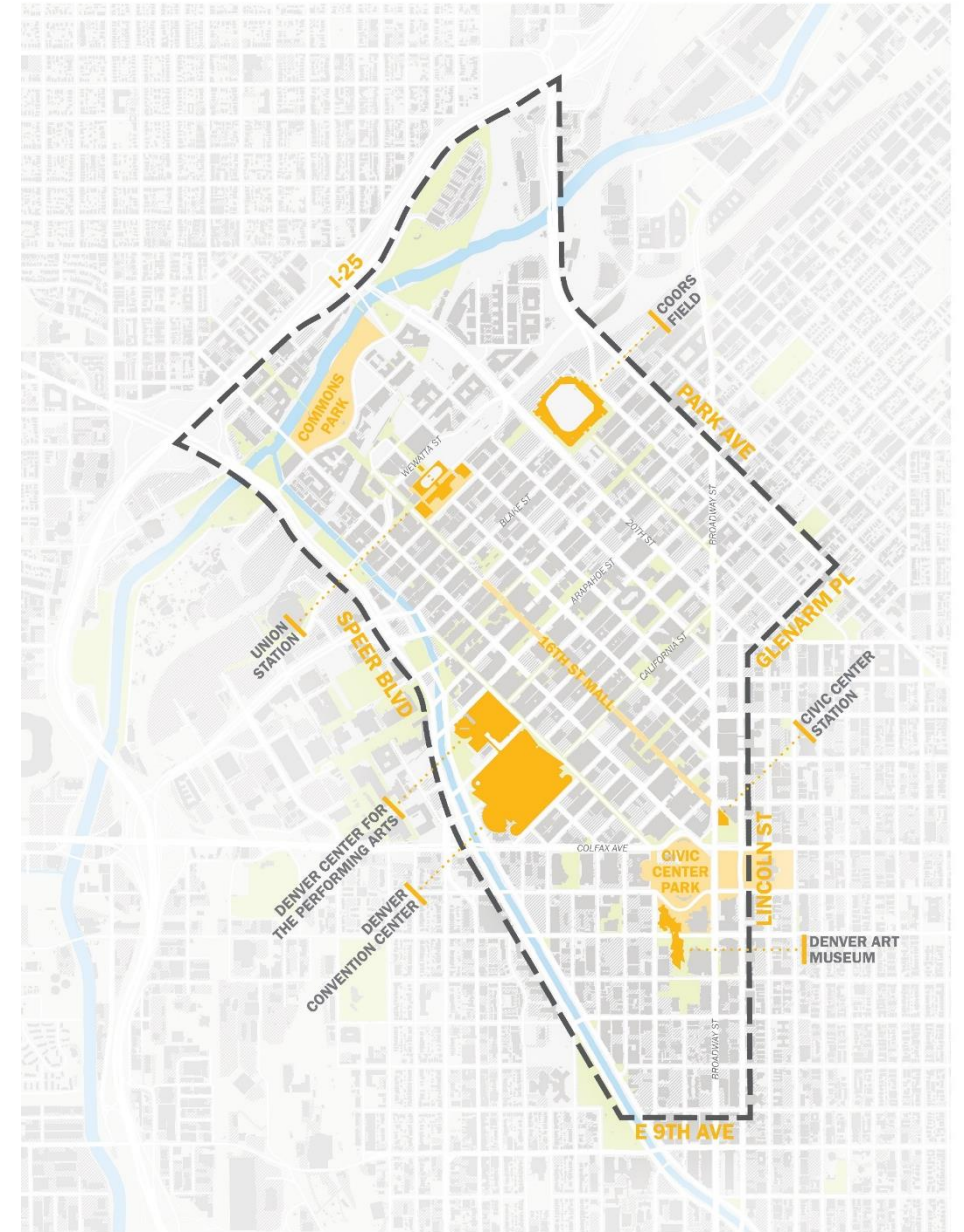 I-25
COORS
FIELD
COMMONS
PARK
PARK AVE
WEWATTA ST
BLAKE ST
20TH ST
BROADWAY ST
ARAPAHOE ST
UNION
STATION
SPEER BLVD
16TH ST MALL
CALIFORNIA ST
GLENARM PL
CIVIC CENTER
STATION
DENVER CENTER FOR
THE PERFORMING ARTS
DENVER
CONVENTION CENTER
COLFAX AVE
CIVIC
CENTER
PARK
LINCOLN ST
DENVER ART
MUSEUM
BROADWAY ST
E 9TH AVE